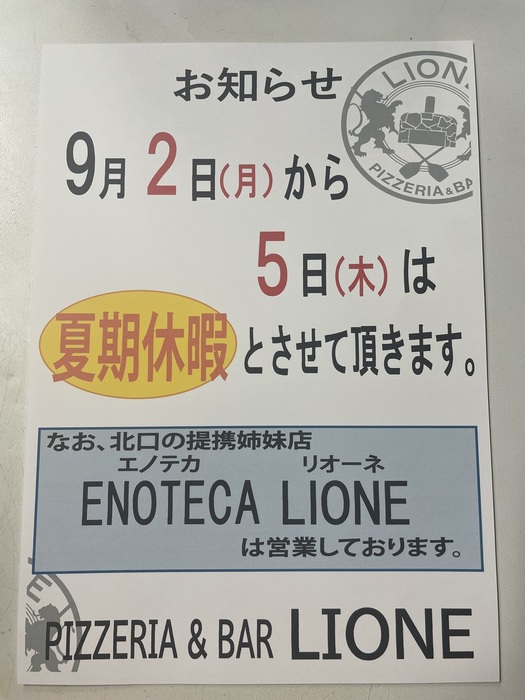 お知らせ
LION
PIZZERIA & BA
9月2日(月)から
5日(木)は
夏期休暇とさせて頂きます。
なお、北口の提携姉妹店
エノテカ リオーネ
ENOTECA LIONE
は営業しております。
PIZZERIA & BAR LIONE